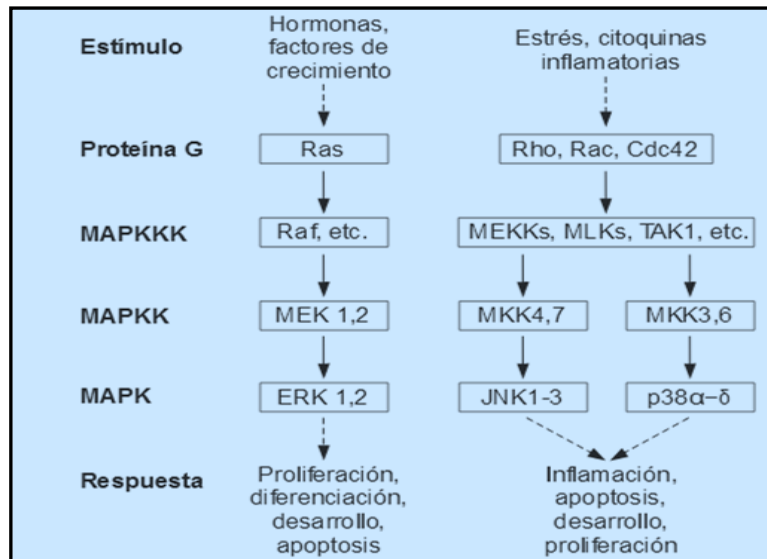 Estímulo
Hormonas,
factores de
crecimiento
Estrés, citoquinas
inflamatorias
Proteína G
Ras
Rho, Rac, Cdc42
MAPKKK
Raf, etc.
MEKKs, MLKs, TAK1, etc.
MAPKK
MEK 1,2
MKK4,7
MKK3,6
MAPK
ERK 1,2
JNK1-3
p38α−δ
Respuesta
Proliferación,
diferenciación,
desarrollo,
apoptosis
Inflamación,
apoptosis,
desarrollo,
proliferación